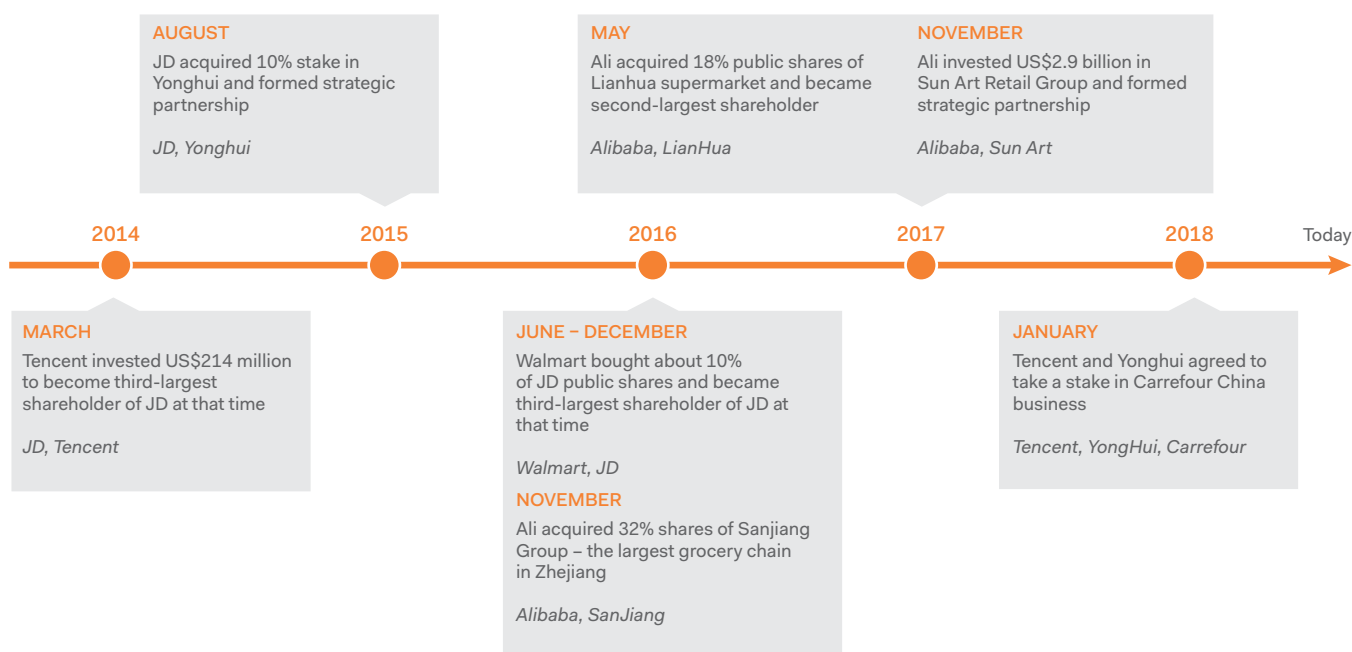 AUGUST
JD acquired 10% stake in
Yonghui and formed strategic
partnership
JD, Yonghui
MAY
Ali acquired 18% public shares of
Lianhua supermarket and became
second-largest shareholder
Alibaba, LianHua
NOVEMBER
Ali invested US$2.9 billion in
Sun Art Retail Group and formed
strategic partnership
Alibaba, Sun Art
2014
2015
2016
2017
2018
Today
MARCH
Tencent invested US$214 million
to become third-largest
shareholder of JD at that time
JD, Tencent
JUNE – DECEMBER
Walmart bought about 10%
of JD public shares and became
third-largest shareholder of JD at
that time
Walmart, JD
NOVEMBER
Ali acquired 32% shares of Sanjiang
Group – the largest grocery chain
in Zhejiang
Alibaba, SanJiang
JANUARY
Tencent and Yonghui agreed to
take a stake in Carrefour China
business
Tencent, YongHui, Carrefour